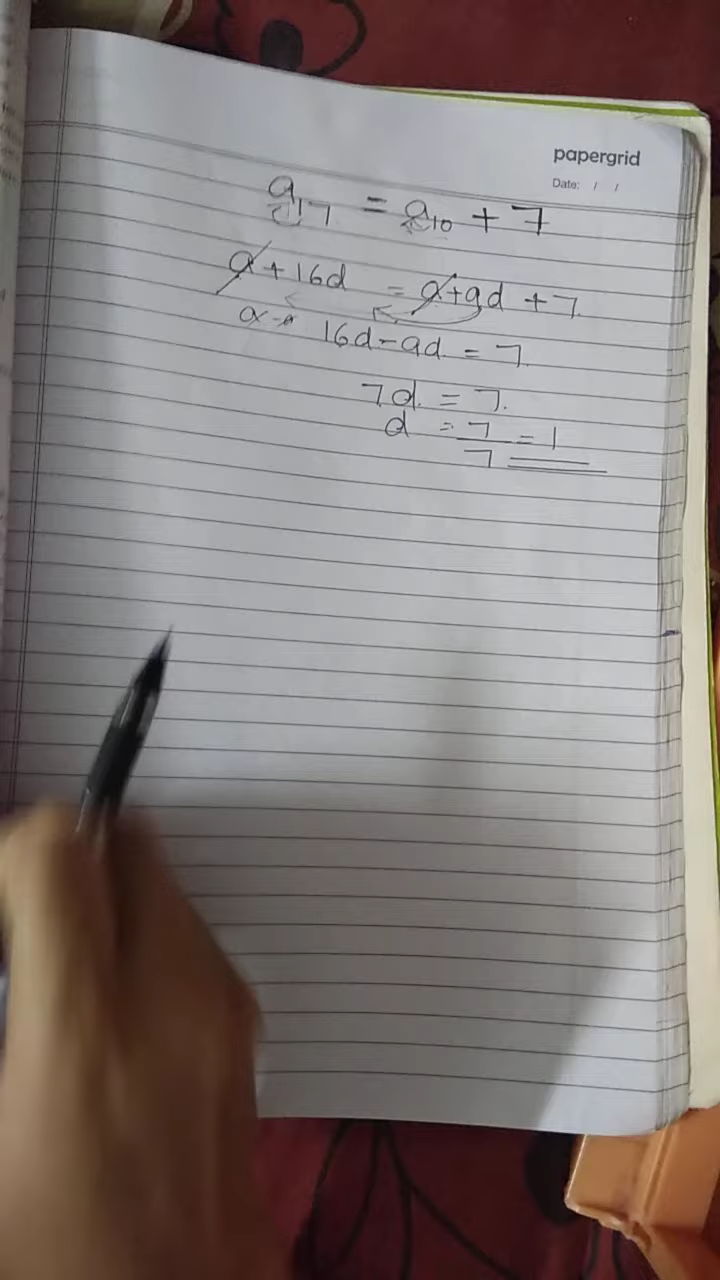 papergrid
Date: / /
a17 = a10 + 7
a + 16d = a + 9d + 7
a - a 16d - 9d = 7
7d = 7.
d = 7/7 = 1